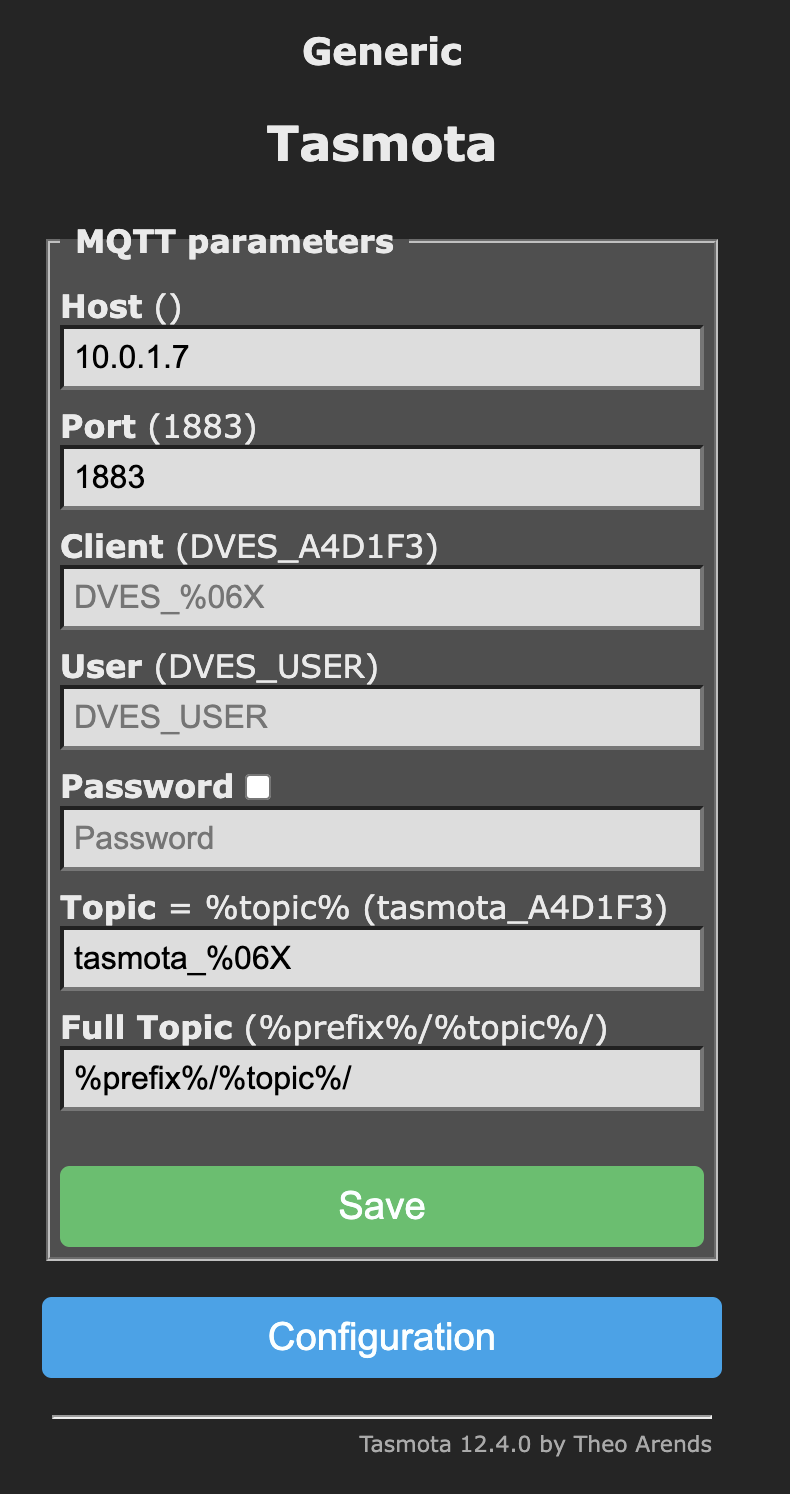 Generic
Tasmota
MQTT parameters
Host ()
10.0.1.7
Port (1883)
1883
Client (DVES_A4D1F3)
DVES_%06X
User (DVES_USER)
DVES_USER
Password
Password
Topic = %topic% (tasmota_A4D1F3)
tasmota_%06X
Full Topic (%prefix%/%topic%/)
%prefix%/%topic%/
Save
Configuration
Tasmota 12.4.0 by Theo Arends